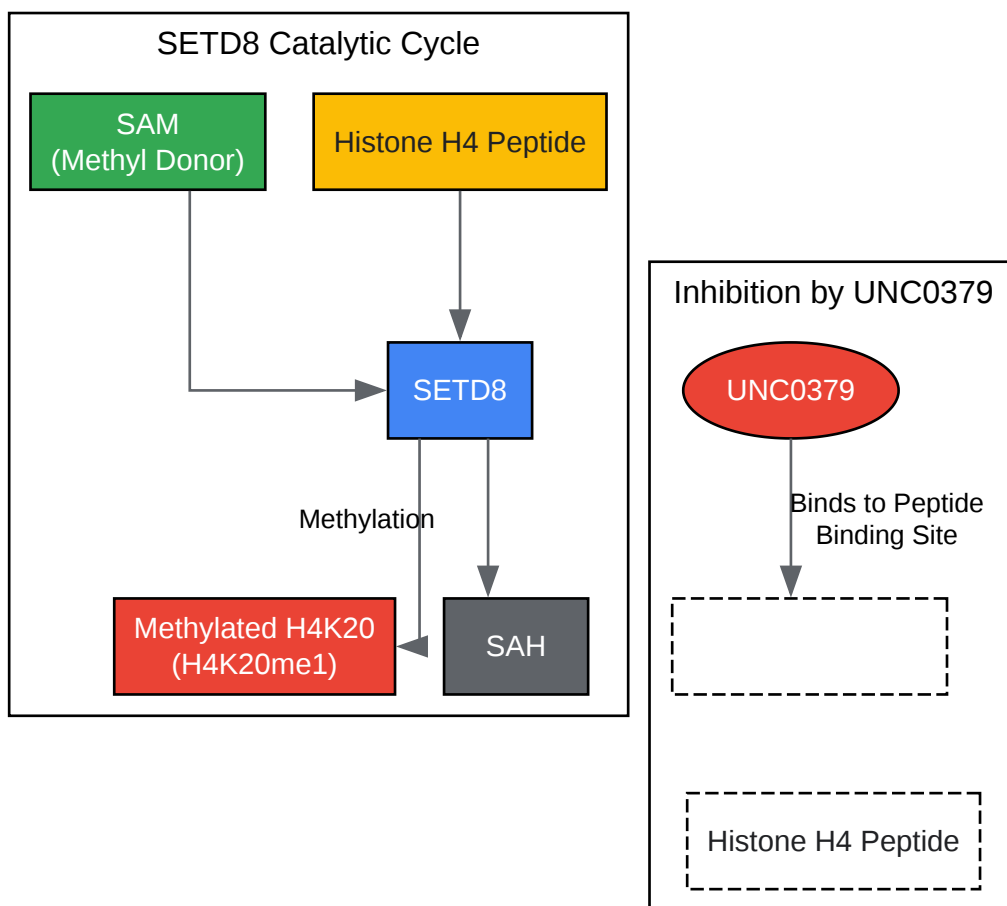 SETD8 Catalytic Cycle
SAM
(Methyl Donor)
Histone H4 Peptide
SETD8
Methylation
Methylated H4K20
(H4K20me1)
SAH
Inhibition by UNC0379
UNC0379
Binds to Peptide
Binding Site
Histone H4 Peptide